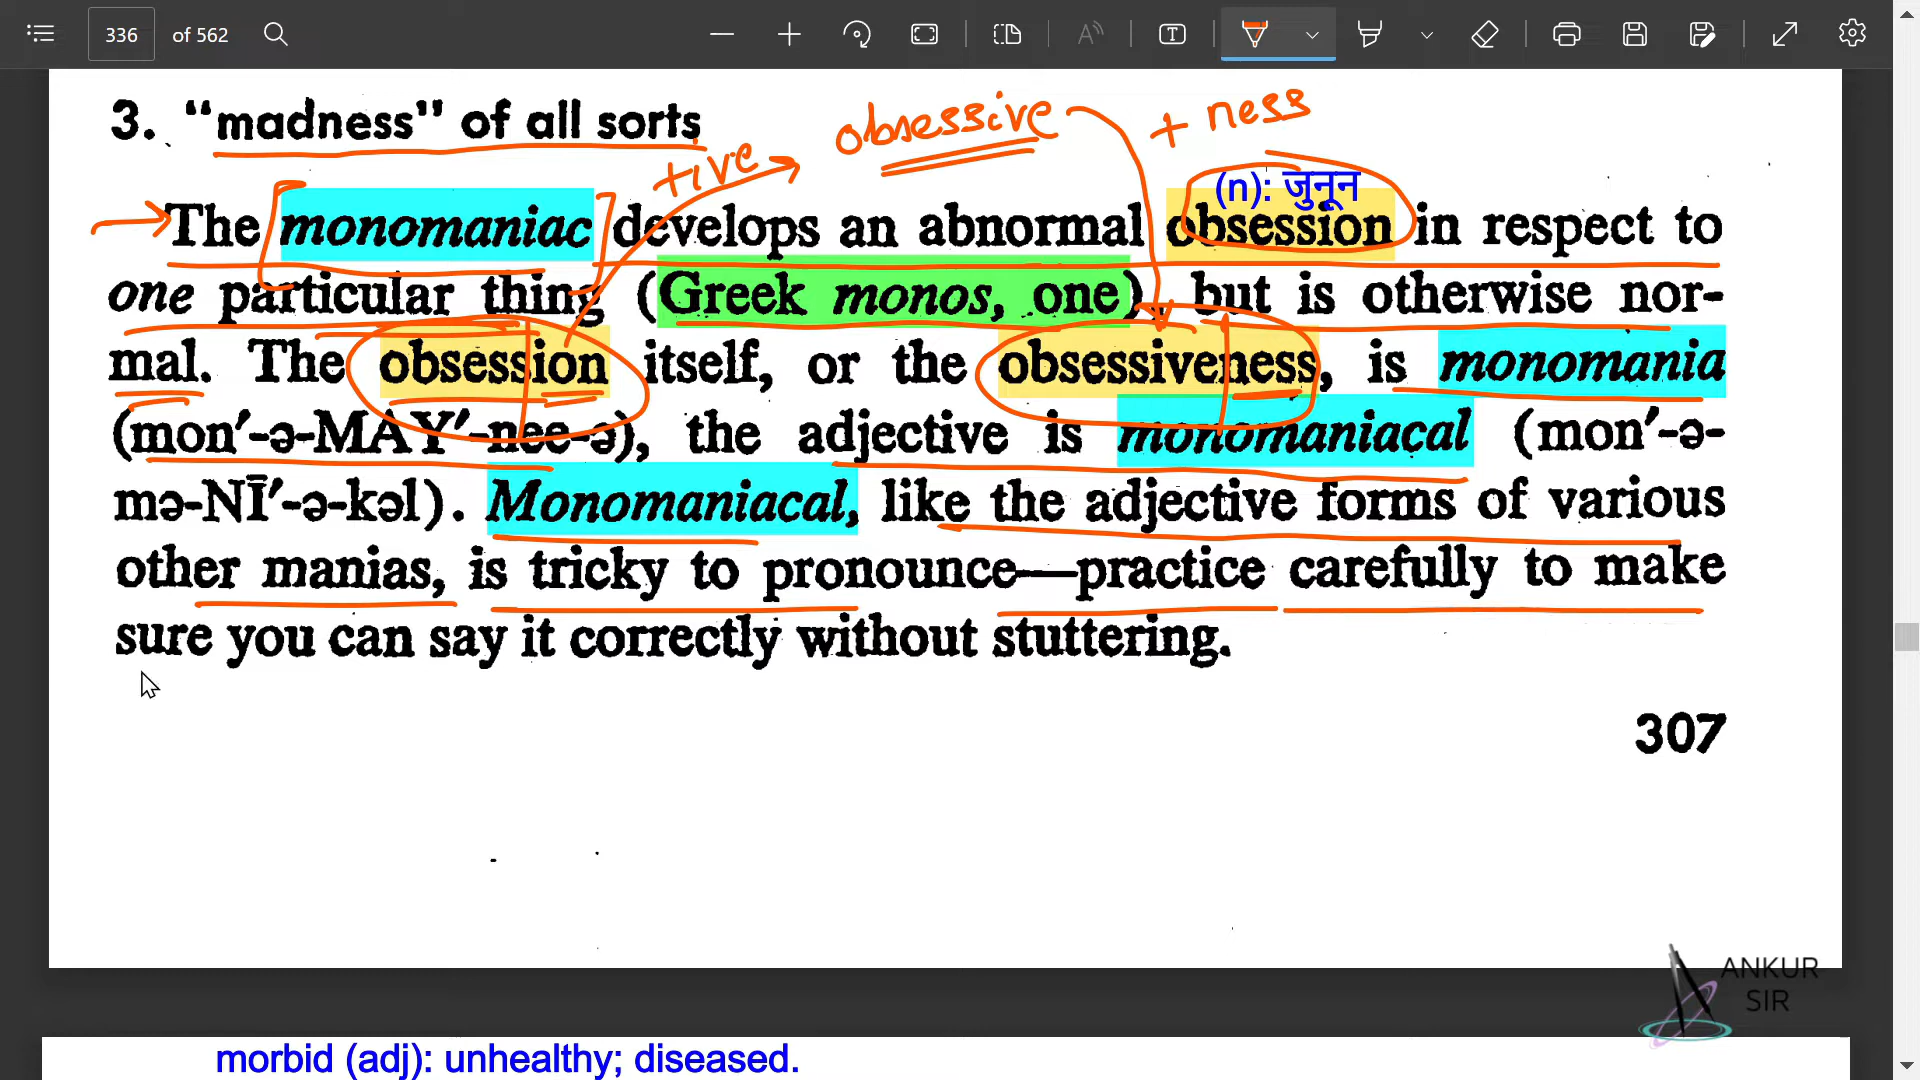 336 of 562
3. "madness" of all sorts
+ive obsessive + ness
(n): जुनून
The monomaniac develops an abnormal obsession in respect to
one particular thing (Greek monos, one), but is otherwise nor-
mal. The obsession itself, or the obsessiveness, is monomania
(mon′-ə-MAY′-nee-ə), the adjective is monomaniacal (mon′-ə-
mə-NĪ′-ə-kəl). Monomaniacal, like the adjective forms of various
other manias, is tricky to pronounce—practice carefully to make
sure you can say it correctly without stuttering.
307
ANKUR
SIR
morbid (adj): unhealthy; diseased.